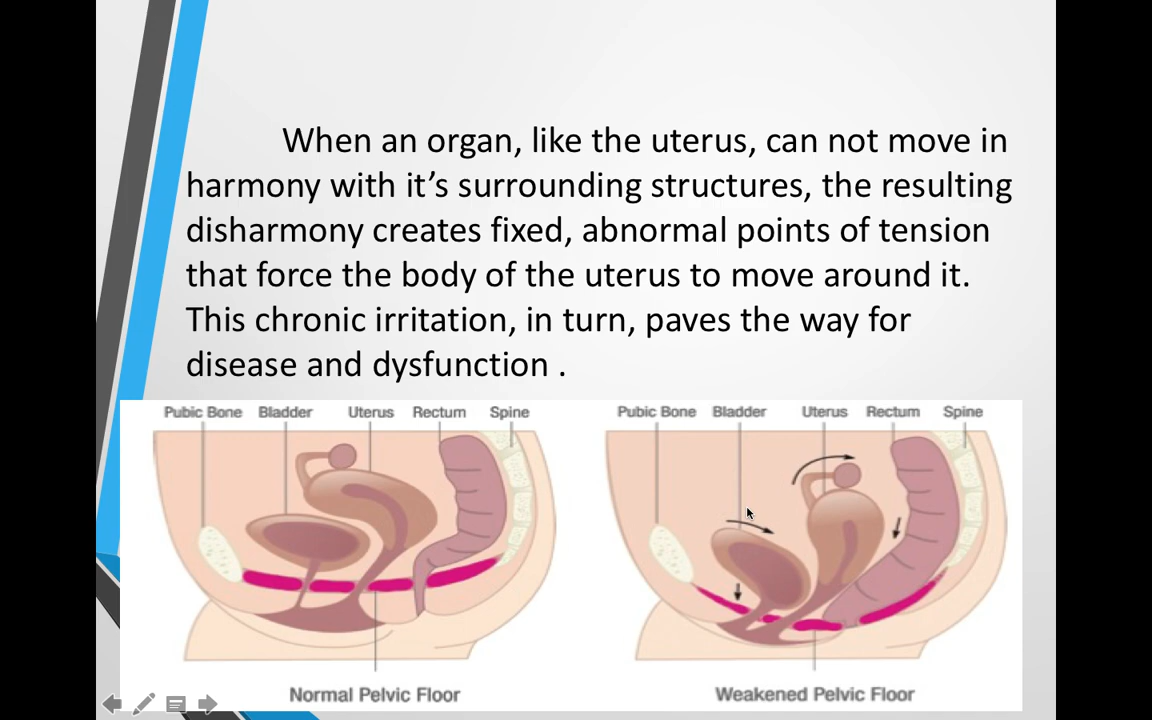 When an organ, like the uterus, can not move in
harmony with it’s surrounding structures, the resulting
disharmony creates fixed, abnormal points of tension
that force the body of the uterus to move around it.
This chronic irritation, in turn, paves the way for
disease and dysfunction .
Pubic Bone Bladder Uterus Rectum Spine
Pubic Bone Bladder Uterus Rectum Spine
Normal Pelvic Floor
Weakened Pelvic Floor